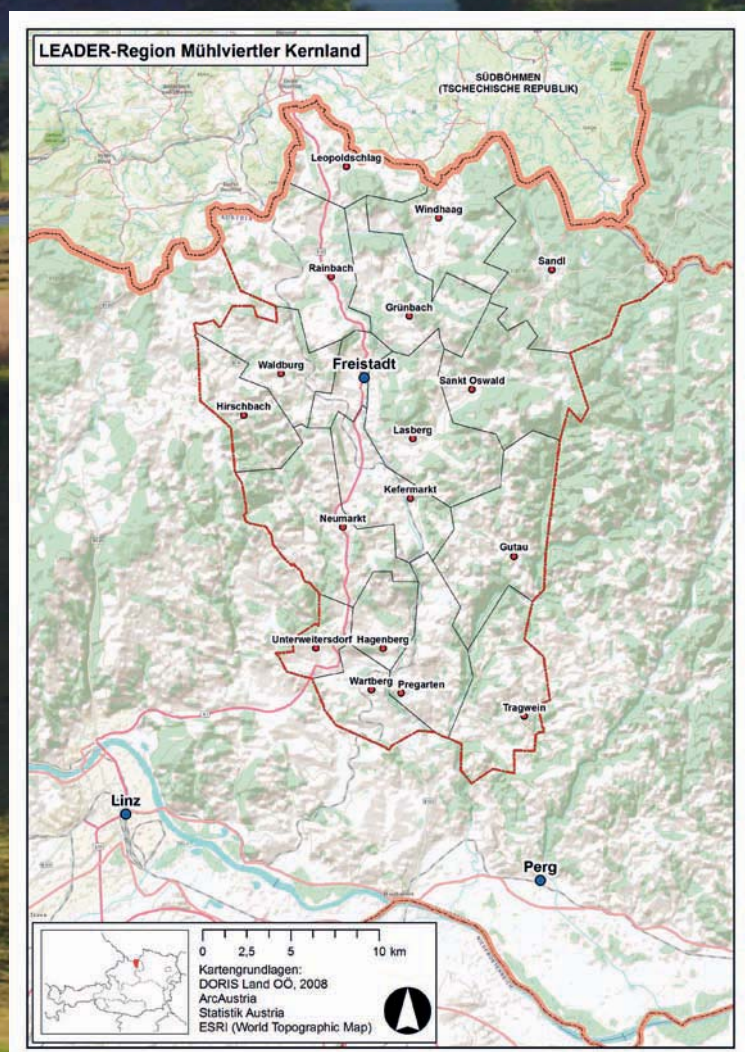 LEADER-Region Mühlviertler Kernland
SÜDBÖHMEN
(TSCHECHISCHE REPUBLIK)
Leopoldschlag
Windhaag
Sandl
Rainbach
Grünbach
Waldburg
Freistadt
Sankt Oswald
Hirschbach
Lasberg
Kefermarkt
Neumarkt
Gutau
Unterweitersdorf
Hagenberg
Wartberg
Pregarten
Tragwein
Linz
Perg
0 2,5 5 10 km
Kartengrundlagen:
DORIS Land OÖ, 2008
ArcAustria
Statistik Austria
ESRI (World Topographic Map)